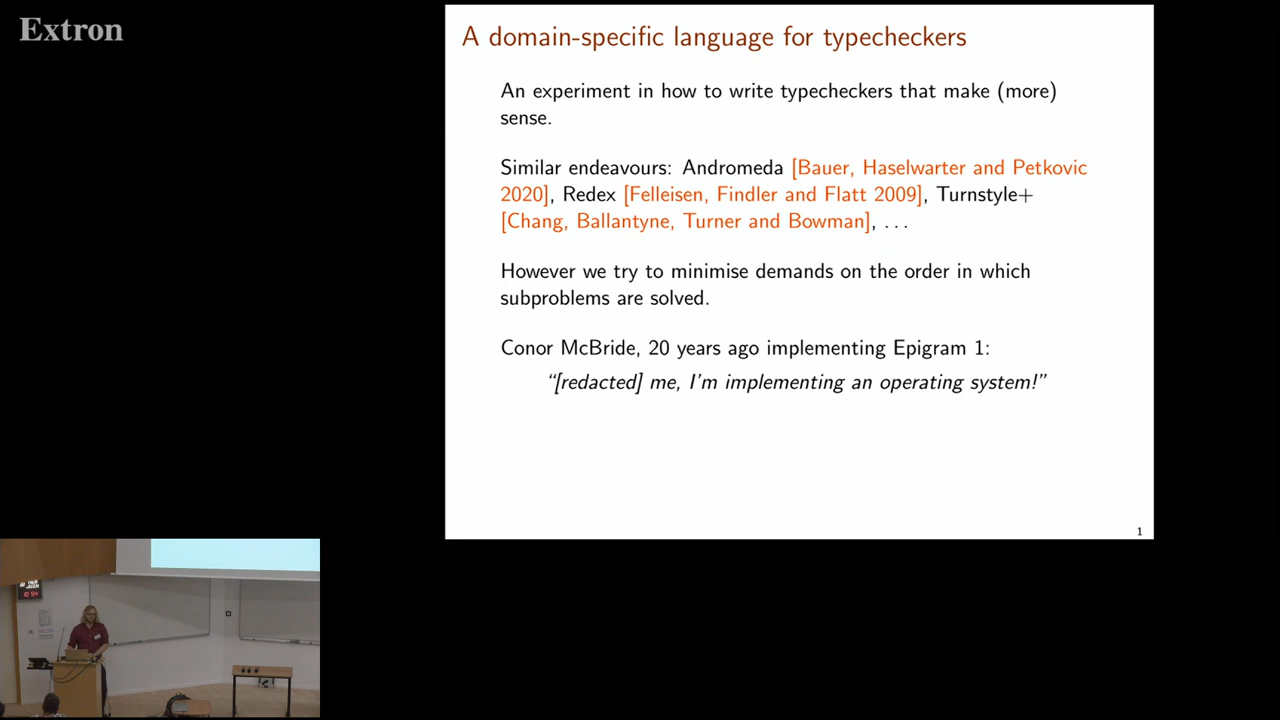 Extron
A domain-specific language for typecheckers
An experiment in how to write typecheckers that make (more)
sense.
Similar endeavours: Andromeda [Bauer, Haselwarter and Petkovic
2020], Redex [Felleisen, Findler and Flatt 2009], Turnstyle+
[Chang, Ballantyne, Turner and Bowman], ...
However we try to minimise demands on the order in which
subproblems are solved.
Conor McBride, 20 years ago implementing Epigram 1:
“[redacted] me, I'm implementing an operating system!”
1